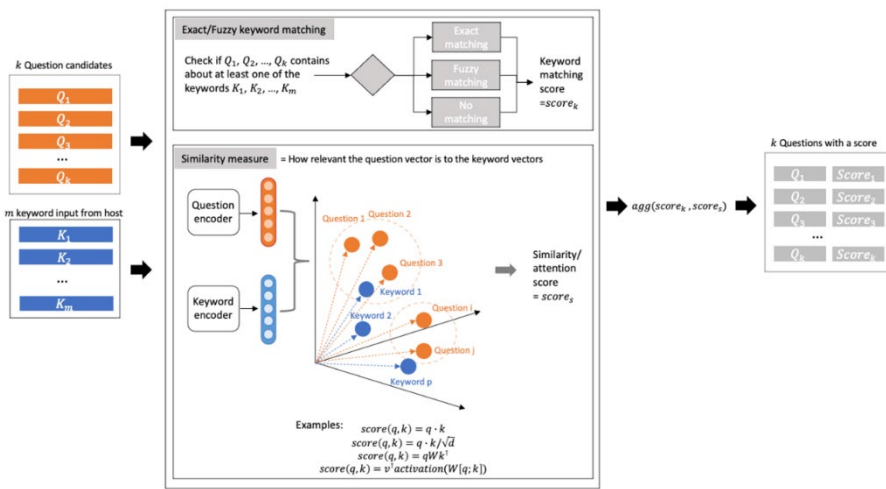 k Question candidates
Q₁
Q₂
Q₃
...
Qₖ
m keyword input from host
K₁
K₂
...
Kₘ
Exact/Fuzzy keyword matching
Check if Q₁, Q₂, ..., Qₖ contains
about at least one of the
keywords K₁, K₂, ..., Kₘ
Exact
matching
Fuzzy
matching
No
matching
Keyword
matching
score
=scoreₖ
Similarity measure = How relevant the question vector is to the keyword vectors
Question
encoder
Keyword
encoder
Question 1
Question 2
Question 3
Keyword 1
Keyword 2
Question i
Question j
Keyword p
Similarity/
attention
score
= scoreₛ
Examples:
score(q, k) = q · k
score(q, k) = q · k/√d
score(q, k) = qWkᵀ
score(q, k) = vᵀactivation(W[q; k])
agg(scoreₖ, scoreₛ)
k Questions with a score
Q₁ Score₁
Q₂ Score₂
Q₃ Score₃
...
Qₖ Scoreₖ